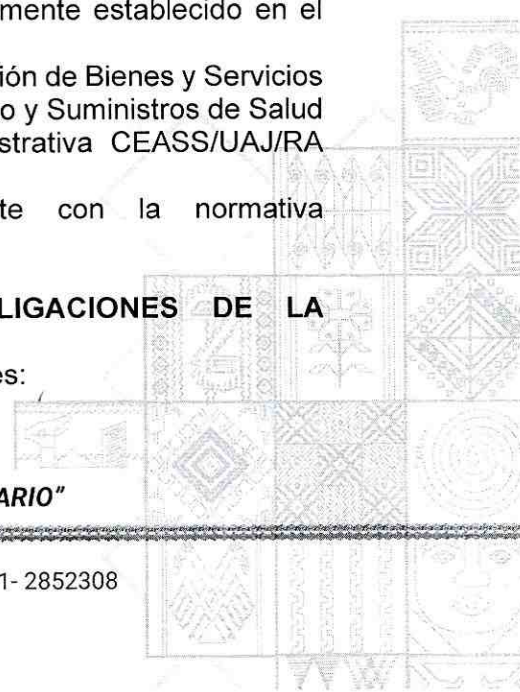 mente establecido en el
ión de Bienes y Servicios
o y Suministros de Salud
strativa CEASS/UAJ/RA
te con la normativa
LIGACIONES DE LA
es:
ARIO"
1- 2852308